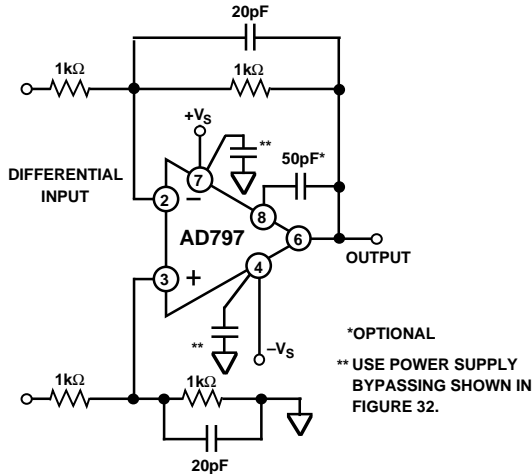 20pF
1kΩ
1kΩ
+VS
**
50pF*
DIFFERENTIAL
INPUT
7
2
−
8
AD797
6
OUTPUT
3
+
4
**
−VS
*OPTIONAL
** USE POWER SUPPLY
BYPASSING SHOWN IN
FIGURE 32.
1kΩ
1kΩ
20pF